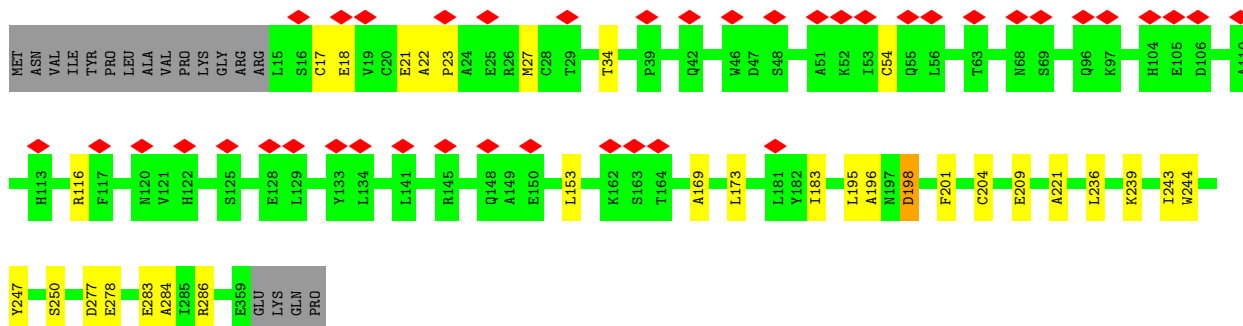 MET ASN VAL ILE TYR PRO LEU ALA VAL PRO LYS GLY ARG ARG L15 S16 C17 E18 V19 C20 E21 A22 P23 A24 E25 R26 M27 C28 T29 T34 P39 Q42 W46 D47 S48 A51 K52 I53 C54 Q55 L56 T63 N68 S69 Q96 K97 H104 E105 D106 A110
H113 R116 F117 N120 V121 H122 S125 E128 L129 Y133 L134 L141 R145 Q148 A149 E150 L153 K162 S163 T164 A169 L173 L181 Y182 I183 L195 A196 N197 D198 F201 C204 E209 A221 L236 K239 I243 W244
Y247 S250 D277 E278 E283 A284 I285 R286 E359 GLU LYS GLN PRO